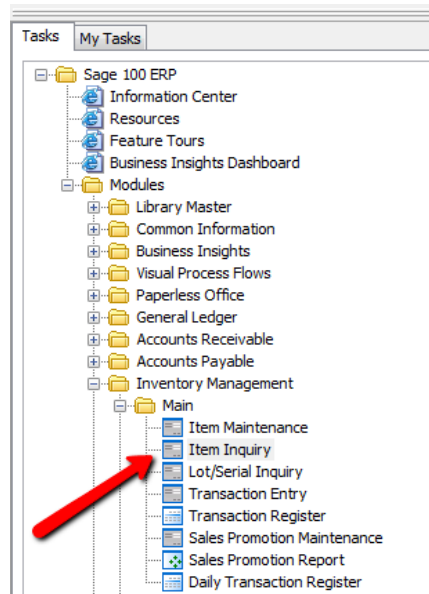 Tasks
My Tasks
Sage 100 ERP
Information Center
Resources
Feature Tours
Business Insights Dashboard
Modules
Library Master
Common Information
Business Insights
Visual Process Flows
Paperless Office
General Ledger
Accounts Receivable
Accounts Payable
Inventory Management
Main
Item Maintenance
Item Inquiry
Lot/Serial Inquiry
Transaction Entry
Transaction Register
Sales Promotion Maintenance
Sales Promotion Report
Daily Transaction Register